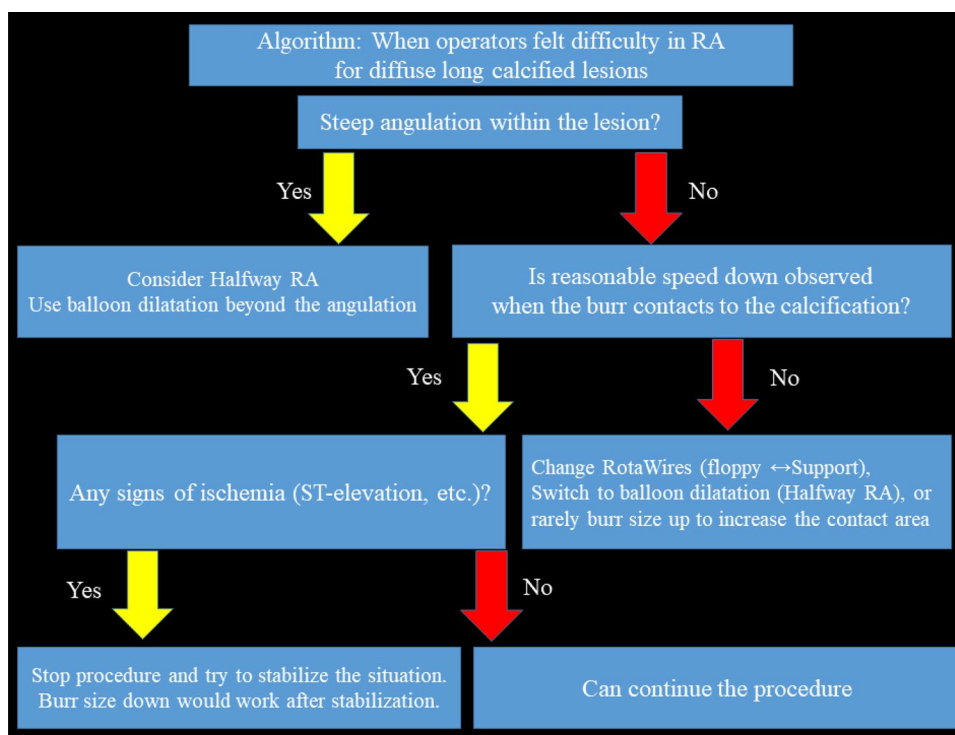 Algorithm: When operators felt difficulty in RA
for diffuse long calcified lesions
Steep angulation within the lesion?
Yes
No
Consider Halfway RA
Use balloon dilatation beyond the angulation
Is reasonable speed down observed
when the burr contacts to the calcification?
Yes
No
Any signs of ischemia (ST-elevation, etc.)?
Change RotaWires (floppy ↔Support),
Switch to balloon dilatation (Halfway RA), or
rarely burr size up to increase the contact area
Yes
No
Stop procedure and try to stabilize the situation.
Burr size down would work after stabilization.
Can continue the procedure